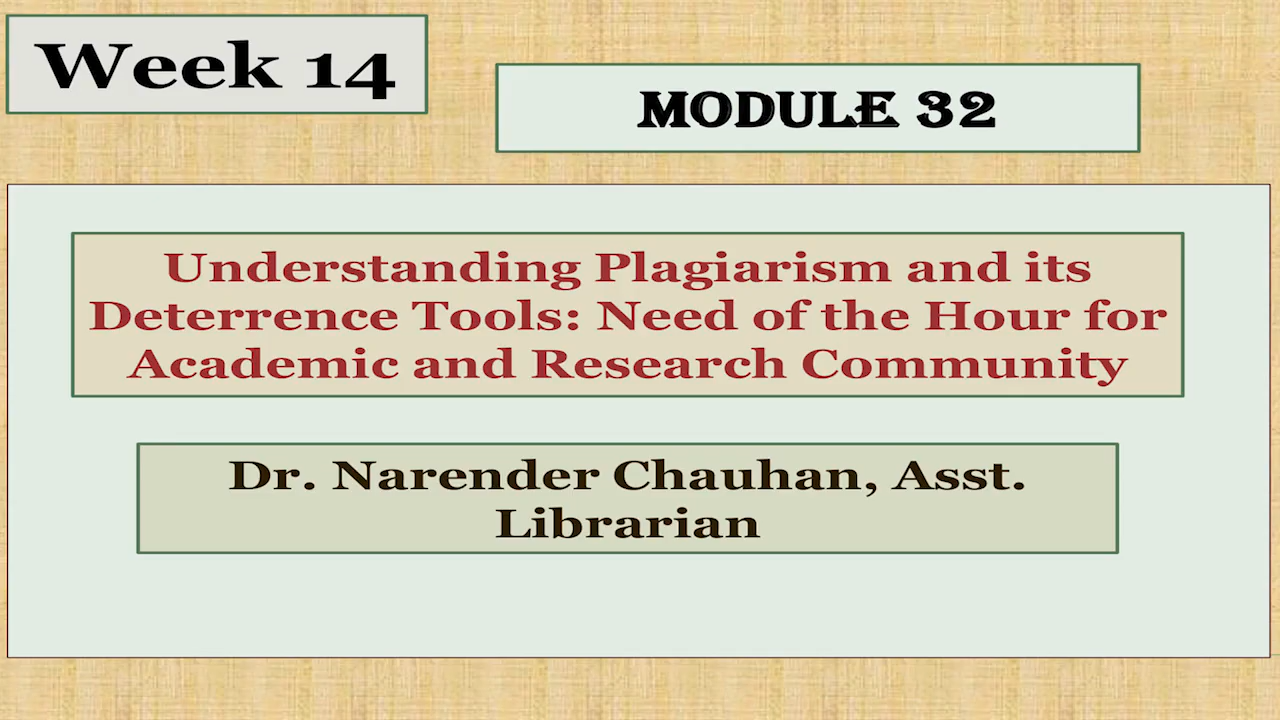 Week 14
MODULE 32
Understanding Plagiarism and its
Deterrence Tools: Need of the Hour for
Academic and Research Community
Dr. Narender Chauhan, Asst.
Librarian